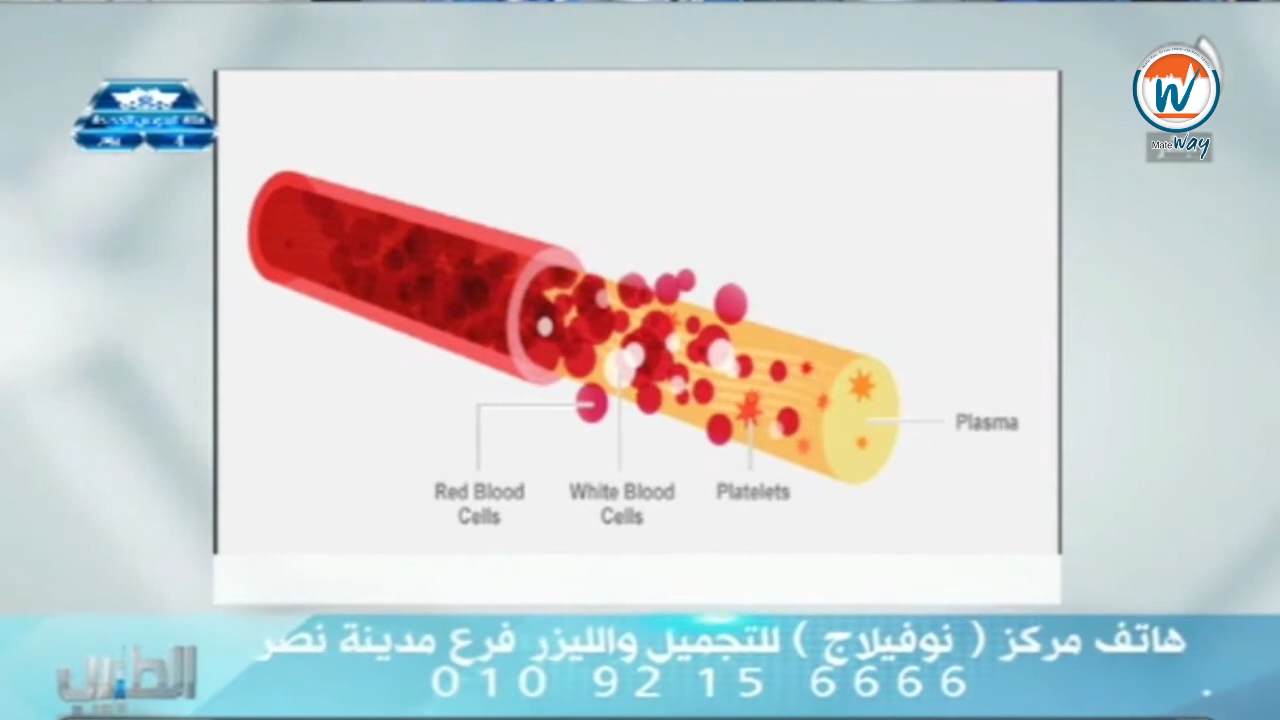 W
Mate Way
Plasma
Red Blood
Cells
White Blood
Cells
Platelets
هاتف مركز ( نوفيلاج ) للتجميل والليزر فرع مدينة نصر
010 92 15 6666
الطبيب